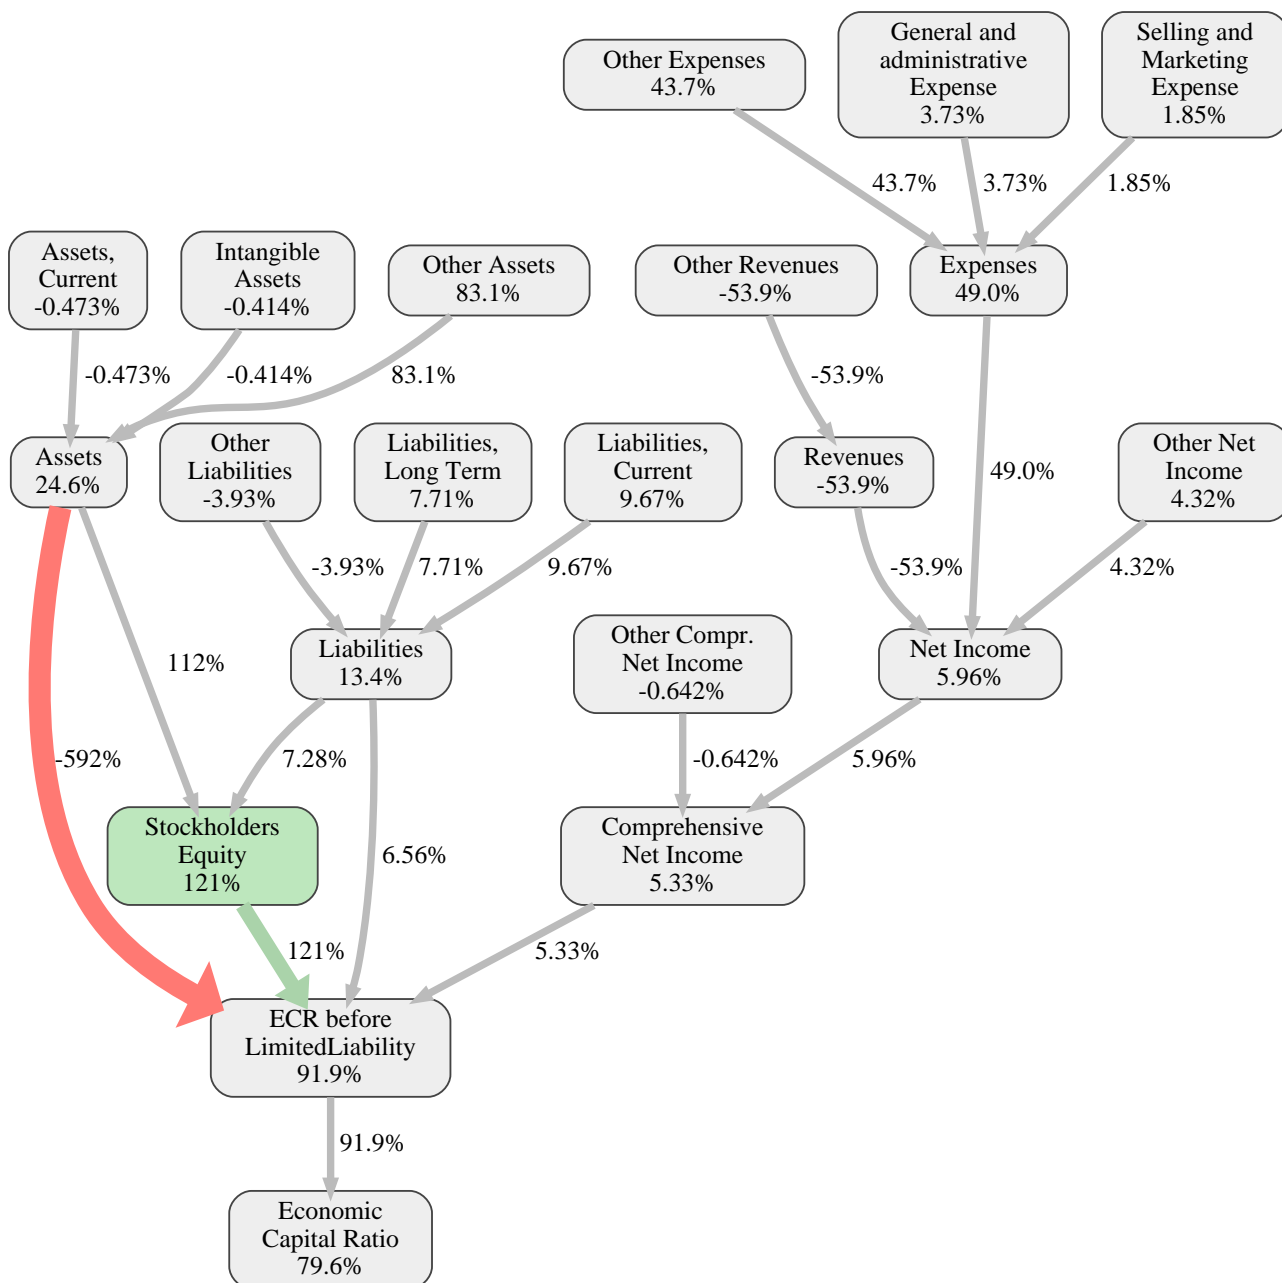 Other Expenses
43.7%
General and
administrative
Expense
3.73%
Selling and
Marketing
Expense
1.85%
43.7%
3.73%
1.85%
Assets,
Current
-0.473%
Intangible
Assets
-0.414%
Other Assets
83.1%
Other Revenues
-53.9%
Expenses
49.0%
-0.473%
-0.414%
83.1%
-53.9%
Assets
24.6%
Other
Liabilities
-3.93%
Liabilities,
Long Term
7.71%
Liabilities,
Current
9.67%
Revenues
-53.9%
49.0%
Other Net
Income
4.32%
-3.93%
7.71%
9.67%
-53.9%
4.32%
112%
Liabilities
13.4%
Other Compr.
Net Income
-0.642%
Net Income
5.96%
-592%
7.28%
-0.642%
5.96%
Stockholders
Equity
121%
6.56%
Comprehensive
Net Income
5.33%
121%
5.33%
ECR before
LimitedLiability
91.9%
91.9%
Economic
Capital Ratio
79.6%